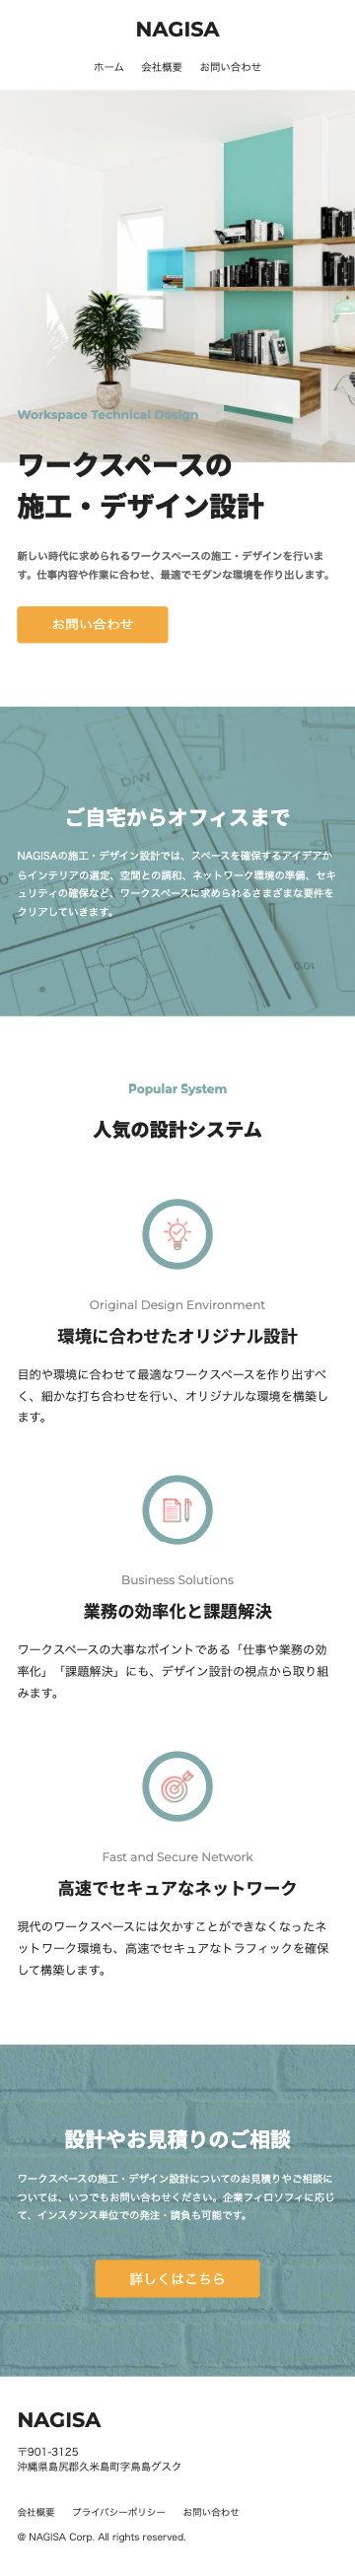 NAGISA
ホーム 会社概要 お問い合わせ
Workspace Technical Design
ワークスペースの
施工・デザイン設計
新しい時代に求められるワークスペースの施工・デザインを行いま
す。仕事内容や作業に合わせ、最適でモダンな環境を作り出します。
お問い合わせ
D/W
ご自宅からオフィスまで
NAGISAの施工・デザイン設計では、スペースを確保するアイデアか
らインテリアの選定、空間との調和、ネットワーク環境の準備、セキ
ュリティの確保など、ワークスペースに求められるさまざまな要件を
クリアしていきます。
Popular System
人気の設計システム
Original Design Environment
環境に合わせたオリジナル設計
目的や環境に合わせて最適なワークスペースを作り出すべ
く、細かな打ち合わせを行い、オリジナルな環境を構築し
ます。
Business Solutions
業務の効率化と課題解決
ワークスペースの大事なポイントである「仕事や業務の効
率化」「課題解決」にも、デザイン設計の視点から取り組
みます。
Fast and Secure Network
高速でセキュアなネットワーク
現代のワークスペースには欠かすことができなくなったネ
ットワーク環境も、高速でセキュアなトラフィックを確保
して構築します。
設計やお見積りのご相談
ワークスペースの施工・デザイン設計についてのお見積りやご相談に
ついては、いつでもお問い合わせください。企業フィロソフィに応じ
て、インスタンス単位での発注・請負も可能です。
詳しくはこちら
NAGISA
〒901-3125
沖縄県島尻郡久米島町字鳥島グスク
会社概要 プライバシーポリシー お問い合わせ
@ NAGISA Corp. All rights reserved.